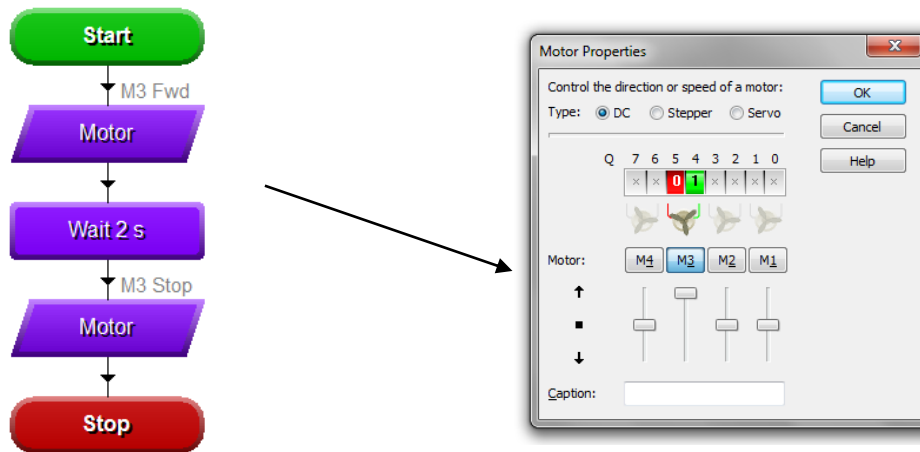 Start
M3 Fwd
Motor
Wait 2 s
M3 Stop
Motor
Stop
Motor Properties
x
Control the direction or speed of a motor:
Type: DC Stepper Servo
Q 7 6 5 4 3 2 1 0
× × 0 1 × × × ×
Motor: M4 M3 M2 M1
Caption:
OK
Cancel
Help